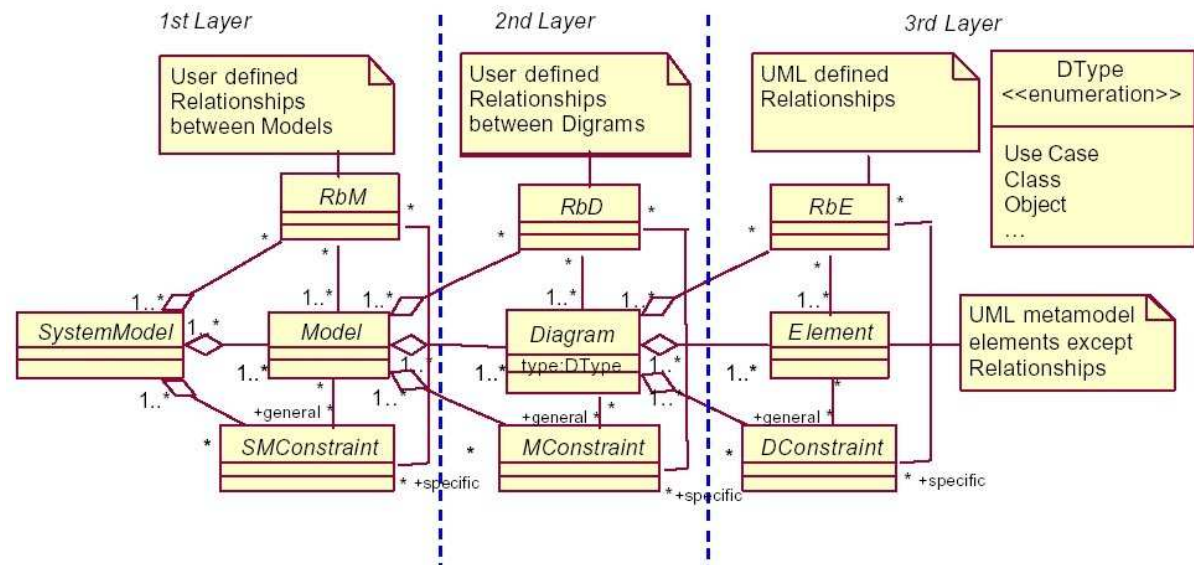 1st Layer
2nd Layer
3rd Layer
User defined
Relationships
between Models
User defined
Relationships
between Digrams
UML defined
Relationships
DType
<<enumeration>>
Use Case
Class
Object
…
RbM
*
*
*
RbD
*
*
*
RbE
*
*
*
1..*
1..*
1..*
1..*
1..*
1..*
SystemModel
1..*
Model
1..*
Diagram
type:DType
1..*
Element
UML metamodel
elements except
Relationships
1..*
1..*
*
1..*
1..*
*
1..*
1..*
*
+general *
+general *
+general *
*
SMConstraint
*
MConstraint
*
DConstraint
* +specific
*+specific
* +specific